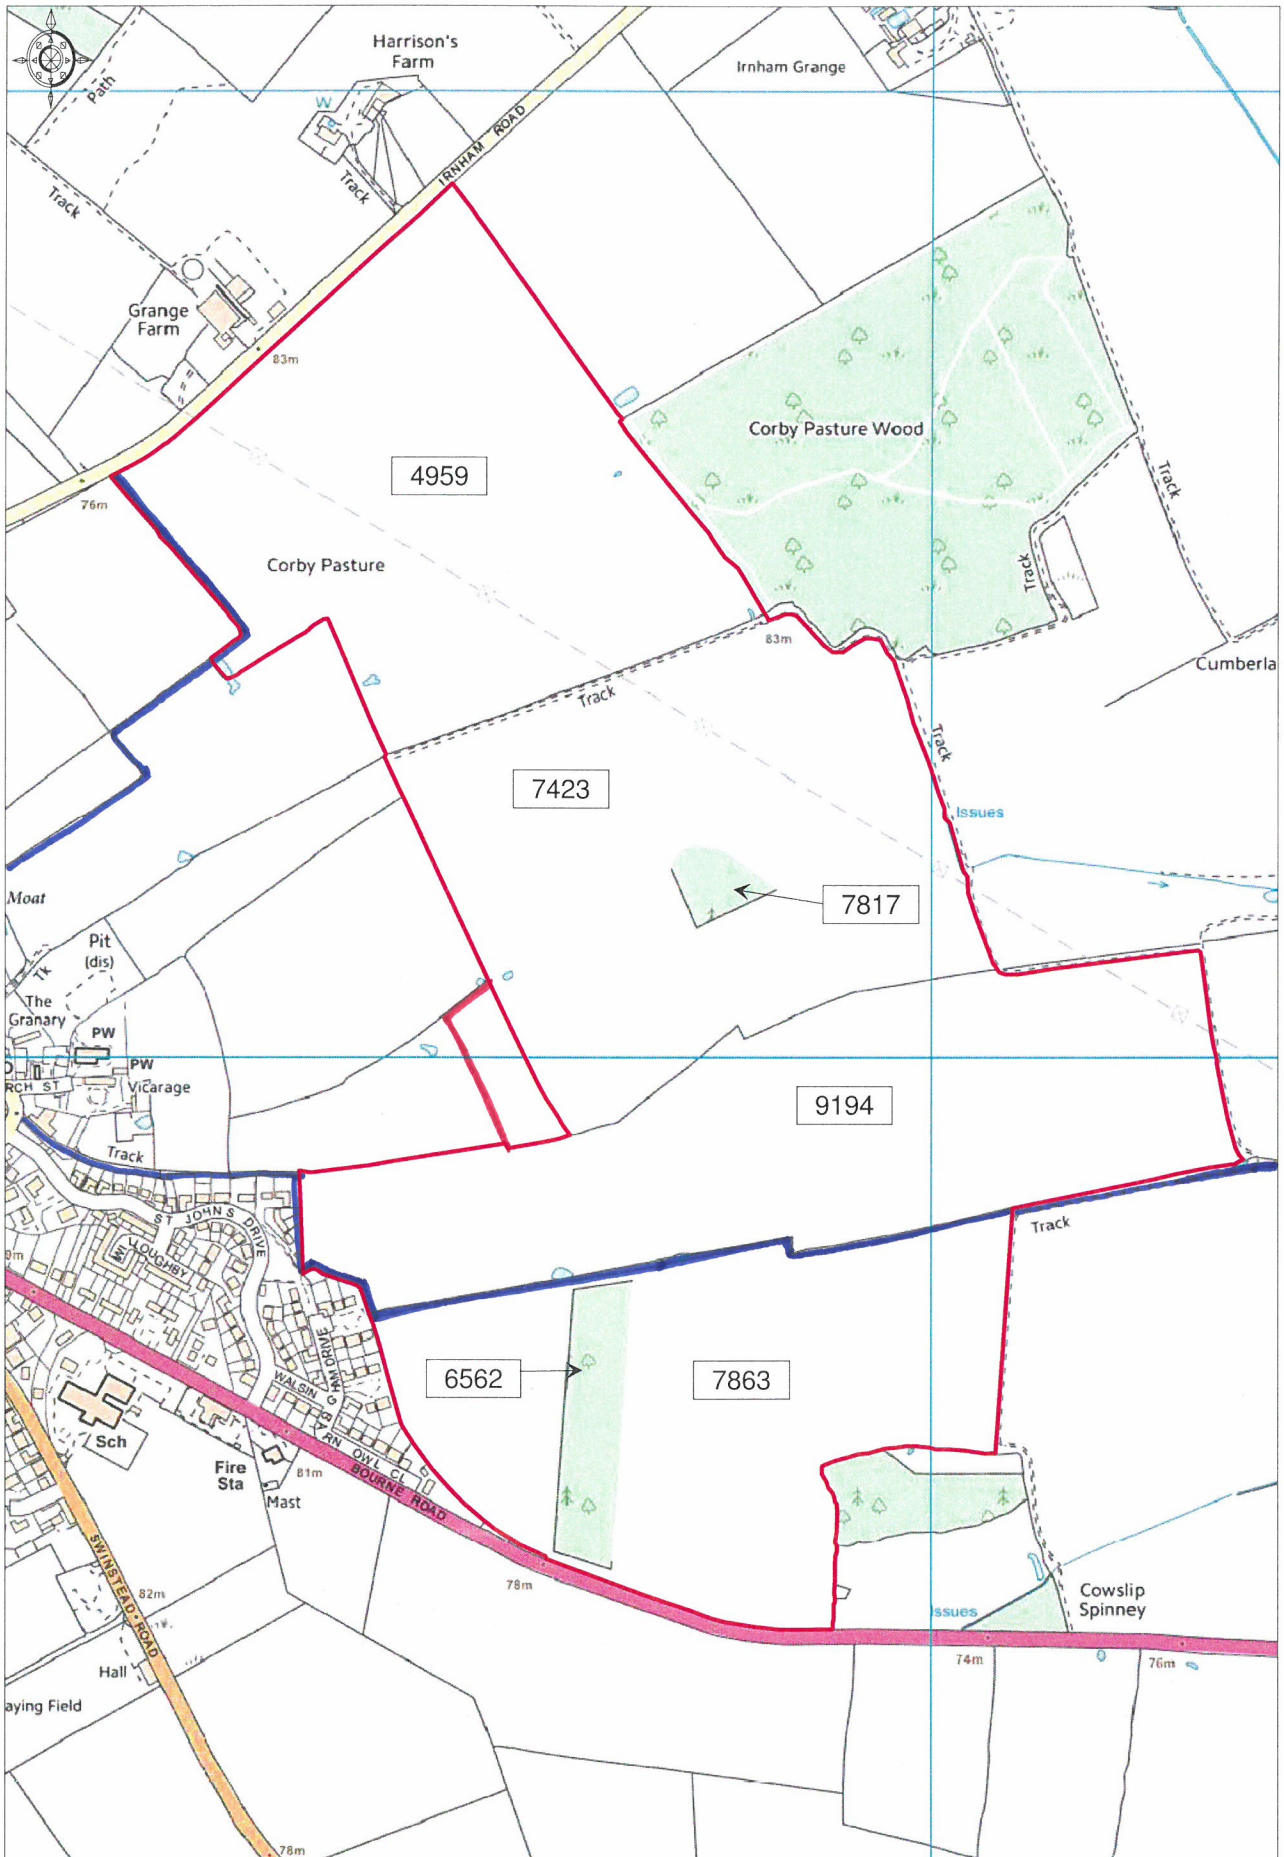 Harrison's
Farm
Irnham Grange
Path
W
IRNHAM ROAD
Track
Track
Grange
Farm
83m
Corby Pasture Wood
4959
Track
76m
Corby Pasture
Track
83m
Cumberla
Track
Track
7423
Issues
7817
Moat
Pit
(dis)
Tk
The
Granary
PW
PW
RCH ST
Vicarage
9194
Track
ST JOHNS DRIVE
Track
WILLOUGHBY
9m
6562
7863
WALSINGHAM DRIVE
BARN OWL CL
BOURNE ROAD
Sch
Fire
Sta
81m
Mast
SWINSTEAD ROAD
82m
78m
Cowslip
Spinney
Issues
74m
76m
Hall
aying Field
78m